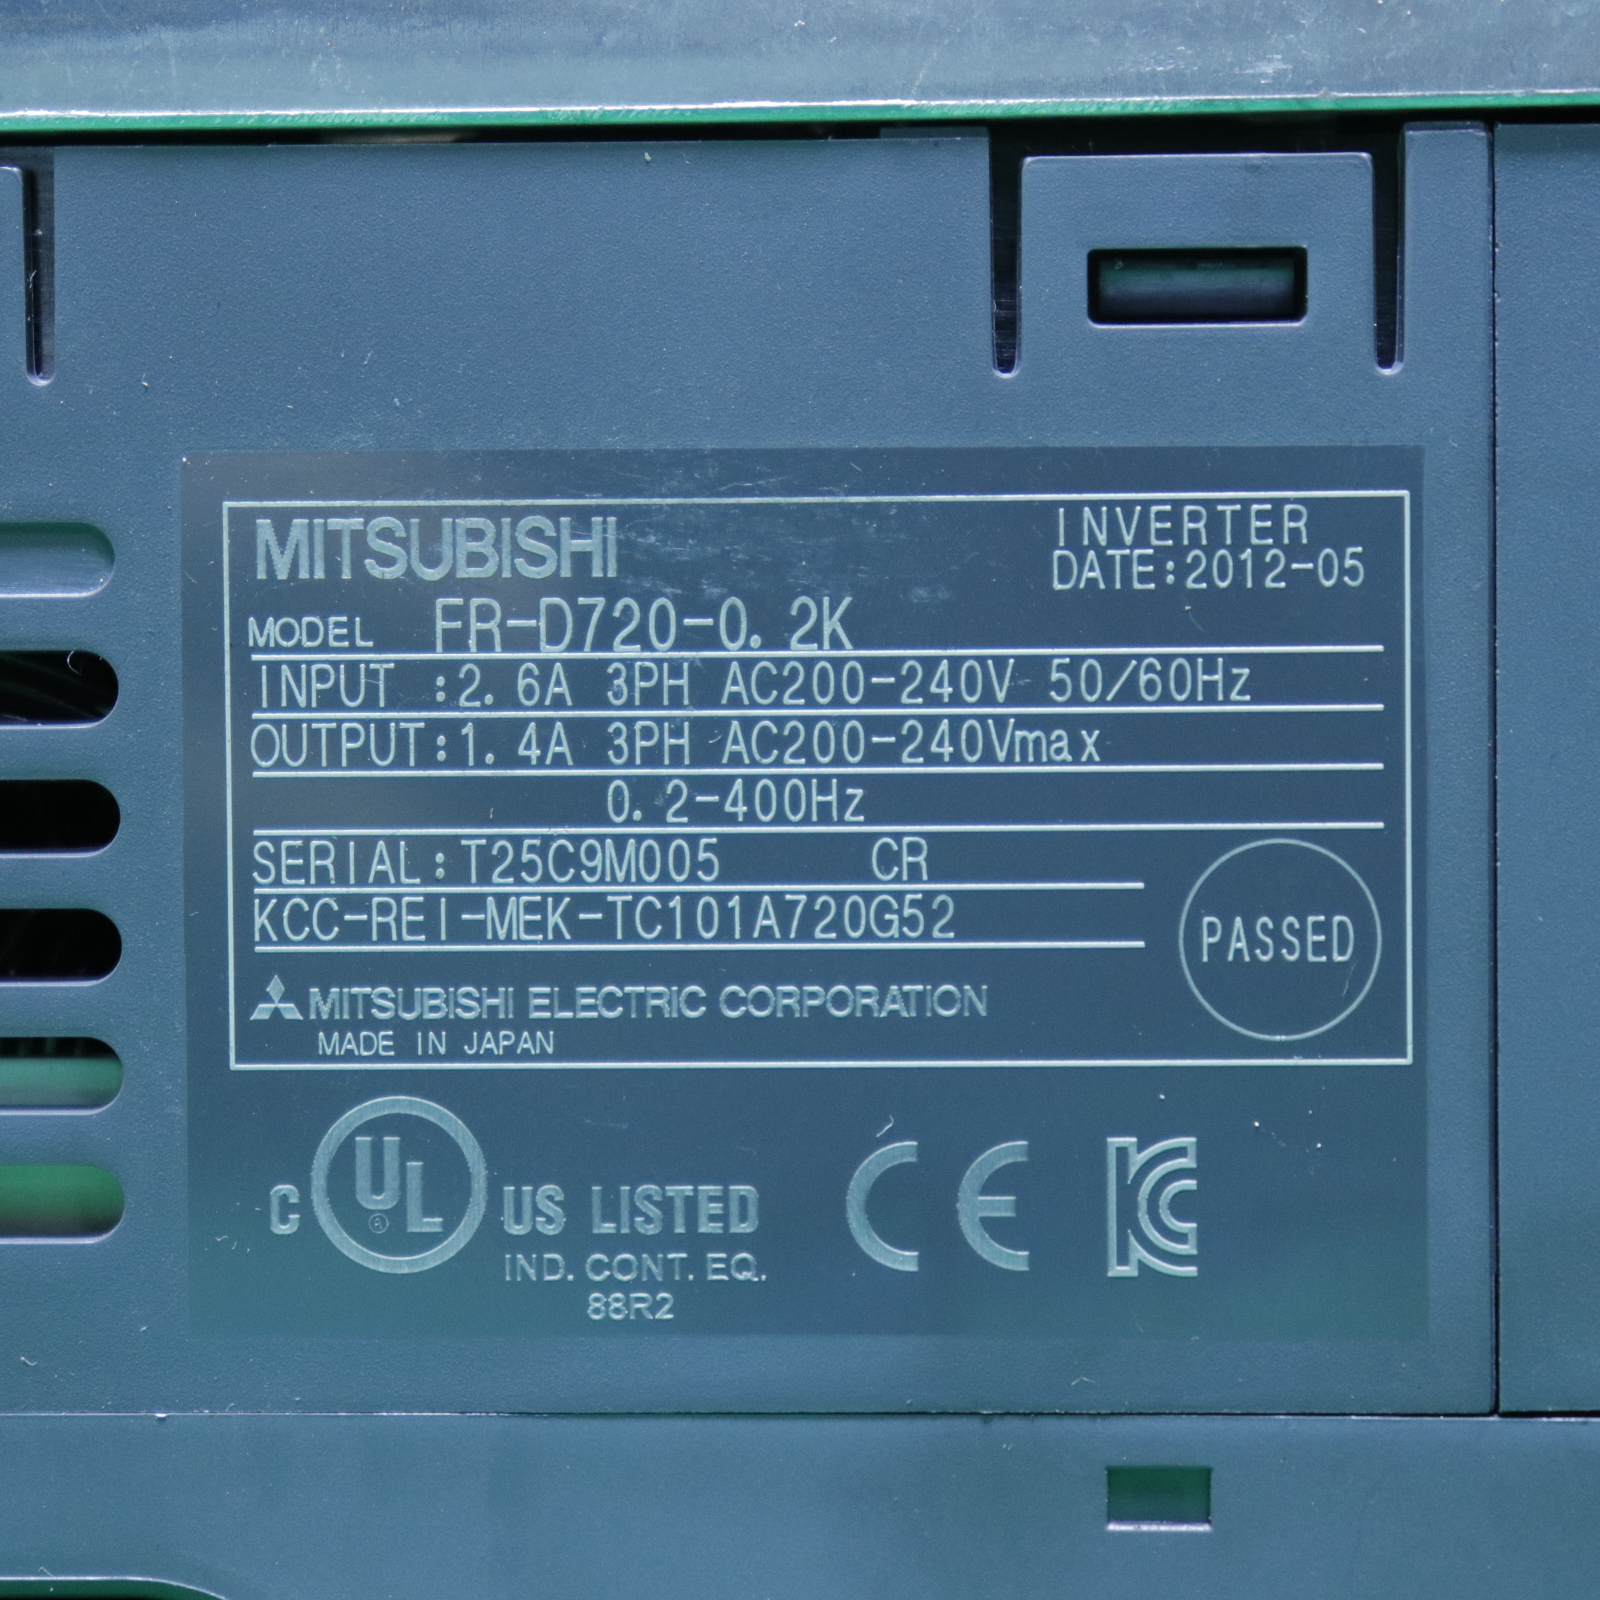 MITSUBISHI
INVERTER
DATE:2012-05
MODEL FR-D720-0.2K
INPUT :2.6A 3PH AC200-240V 50/60Hz
OUTPUT:1.4A 3PH AC200-240Vmax
0.2-400Hz
SERIAL:T25C9M005 CR
KCC-REI-MEK-TC101A720G52
PASSED
MITSUBISHI ELECTRIC CORPORATION
MADE IN JAPAN
C UL ® US LISTED
IND. CONT. EQ.
88R2
CE
KC